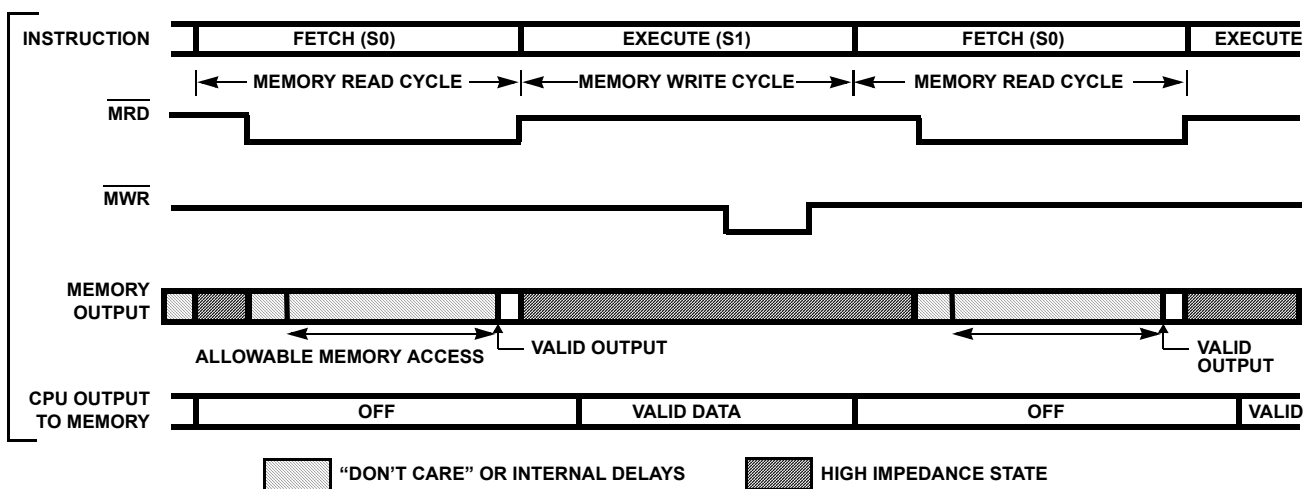 INSTRUCTION FETCH (S0) EXECUTE (S1) FETCH (S0) EXECUTE
MEMORY READ CYCLE MEMORY WRITE CYCLE MEMORY READ CYCLE
MRD
MWR
MEMORY
OUTPUT
ALLOWABLE MEMORY ACCESS
VALID OUTPUT
VALID
OUTPUT
CPU OUTPUT
TO MEMORY
OFF VALID DATA OFF VALID
“DON’T CARE” OR INTERNAL DELAYS HIGH IMPEDANCE STATE